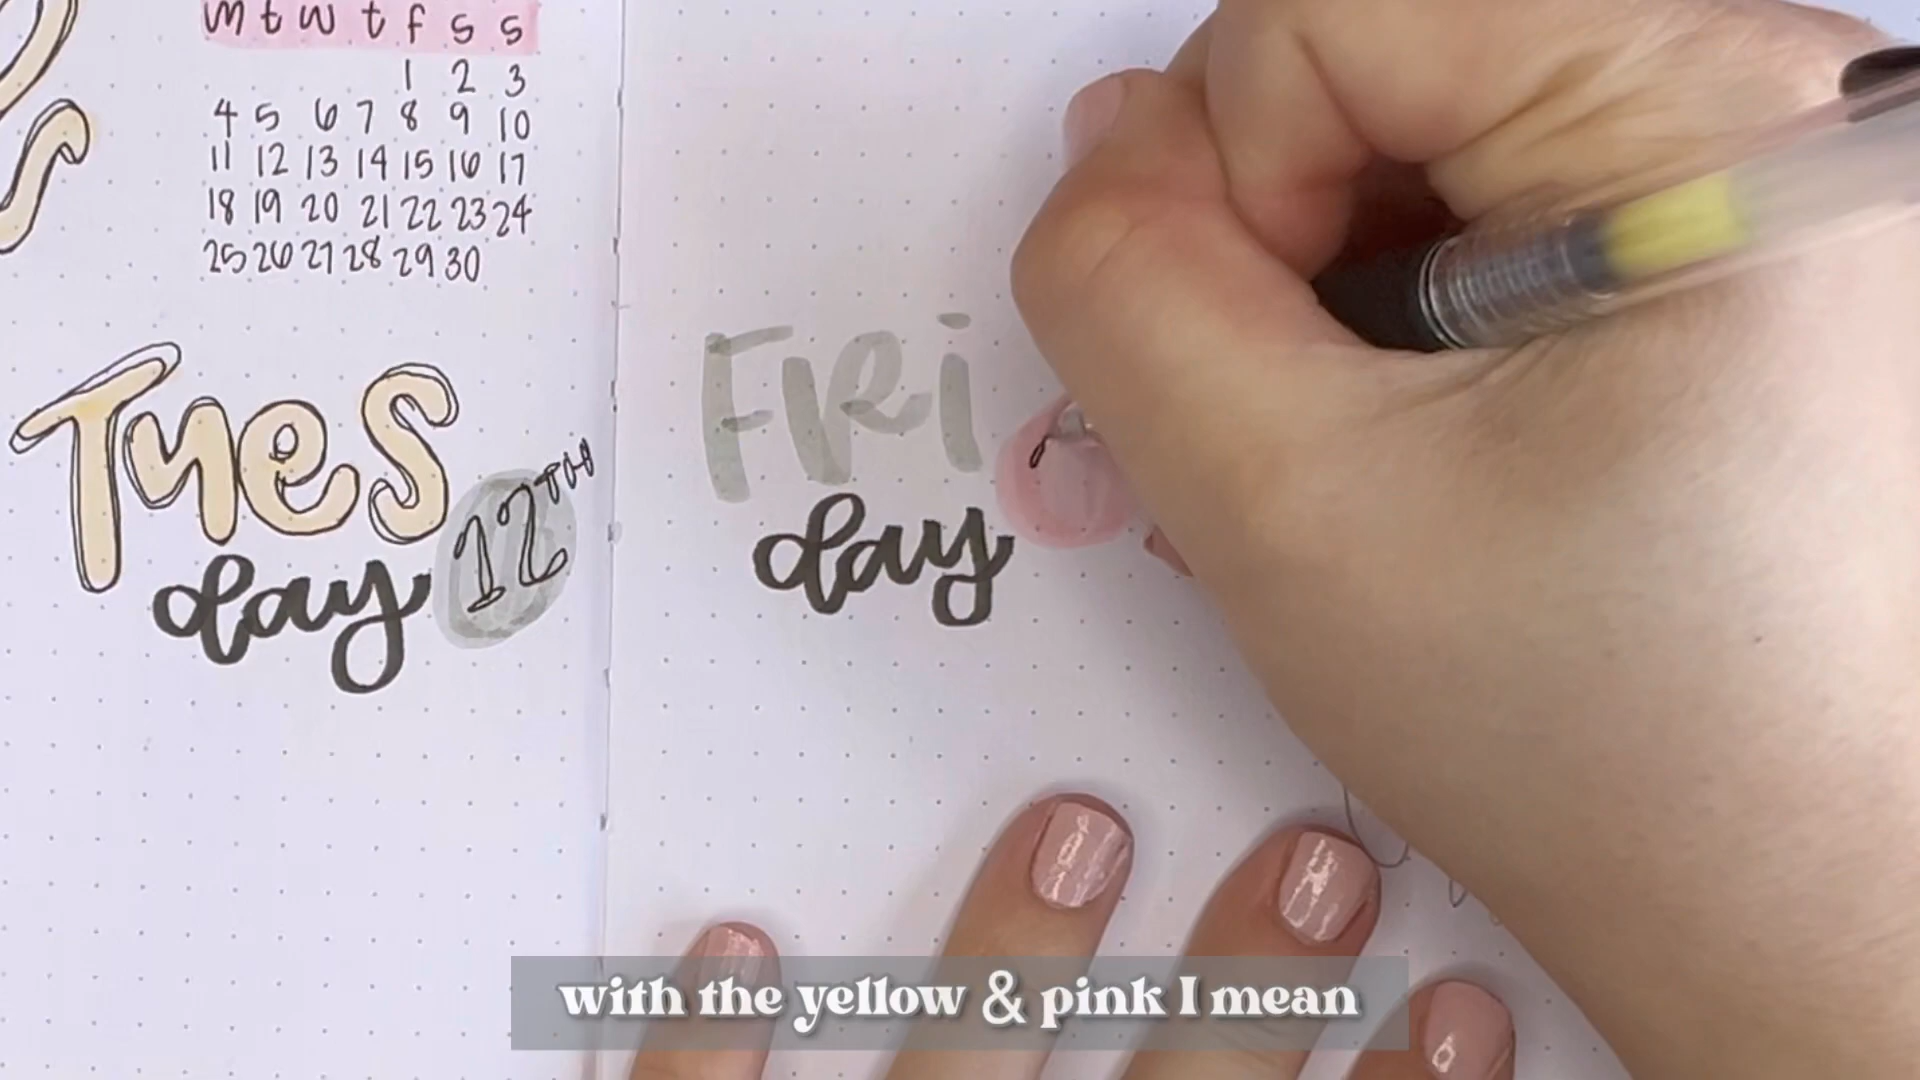 m t w t f s s
1 2 3
4 5 6 7 8 9 10
11 12 13 14 15 16 17
18 19 20 21 22 23 24
25 26 27 28 29 30
Tues
day 12TH
FRi
day
with the yellow & pink I mean